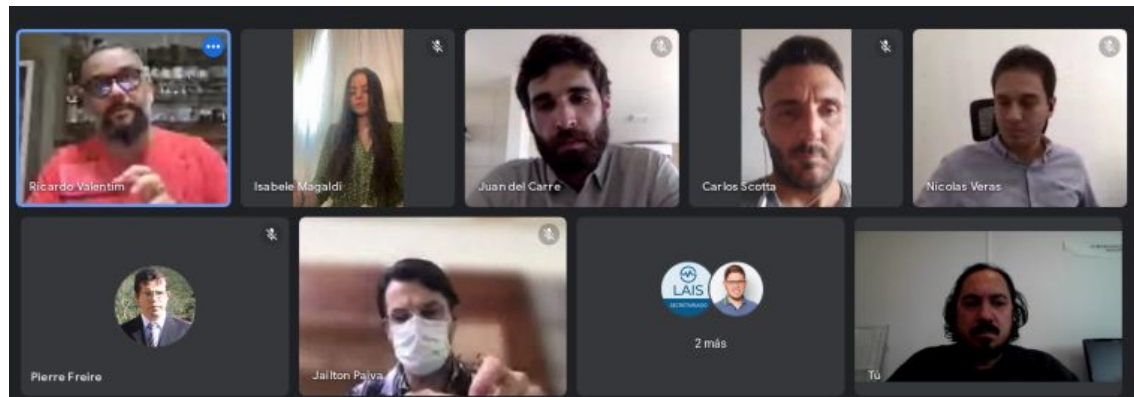 Ricardo Valentim
Isabele Magaldi
Juan del Carre
Carlos Scotta
Nicolas Veras
LAIS
SECRETARIADO
2 más
Pierre Freire
Jailton Paiva
Tú